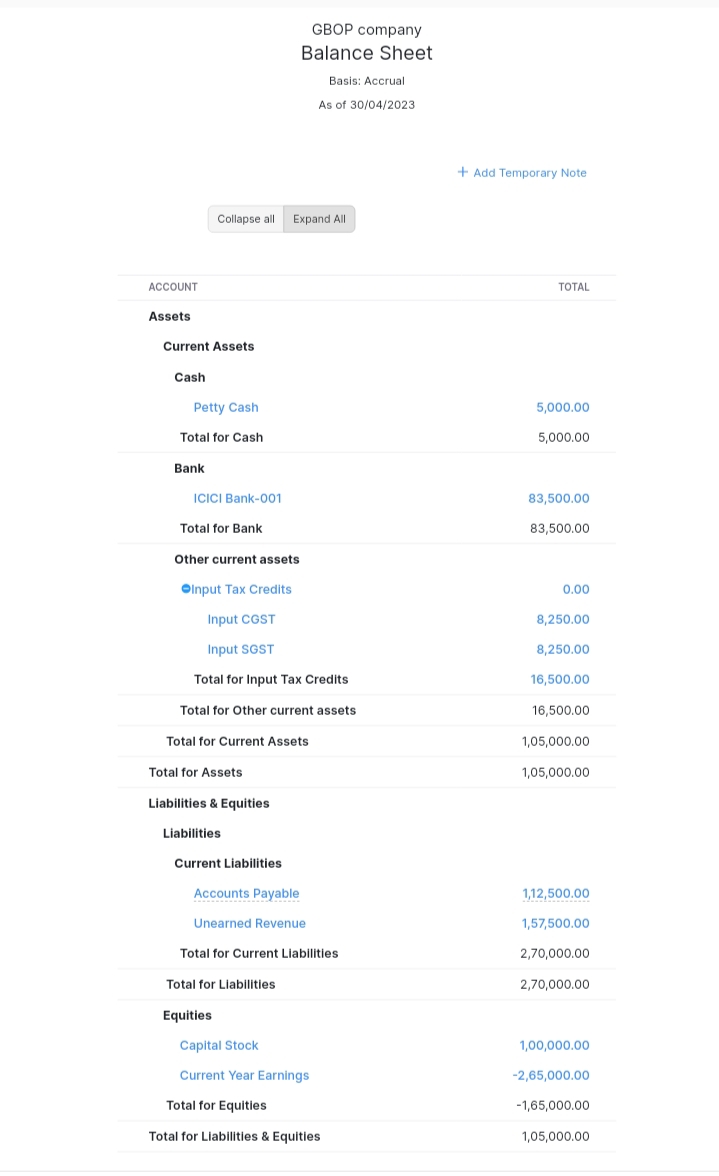 GBOP company
Balance Sheet
Basis: Accrual
As of 30/04/2023
+ Add Temporary Note
Collapse all Expand All
ACCOUNT TOTAL
Assets
Current Assets
Cash
Petty Cash 5,000.00
Total for Cash 5,000.00
Bank
ICICI Bank-001 83,500.00
Total for Bank 83,500.00
Other current assets
Input Tax Credits 0.00
Input CGST 8,250.00
Input SGST 8,250.00
Total for Input Tax Credits 16,500.00
Total for Other current assets 16,500.00
Total for Current Assets 1,05,000.00
Total for Assets 1,05,000.00
Liabilities & Equities
Liabilities
Current Liabilities
Accounts Payable 1,12,500.00
Unearned Revenue 1,57,500.00
Total for Current Liabilities 2,70,000.00
Total for Liabilities 2,70,000.00
Equities
Capital Stock 1,00,000.00
Current Year Earnings -2,65,000.00
Total for Equities -1,65,000.00
Total for Liabilities & Equities 1,05,000.00